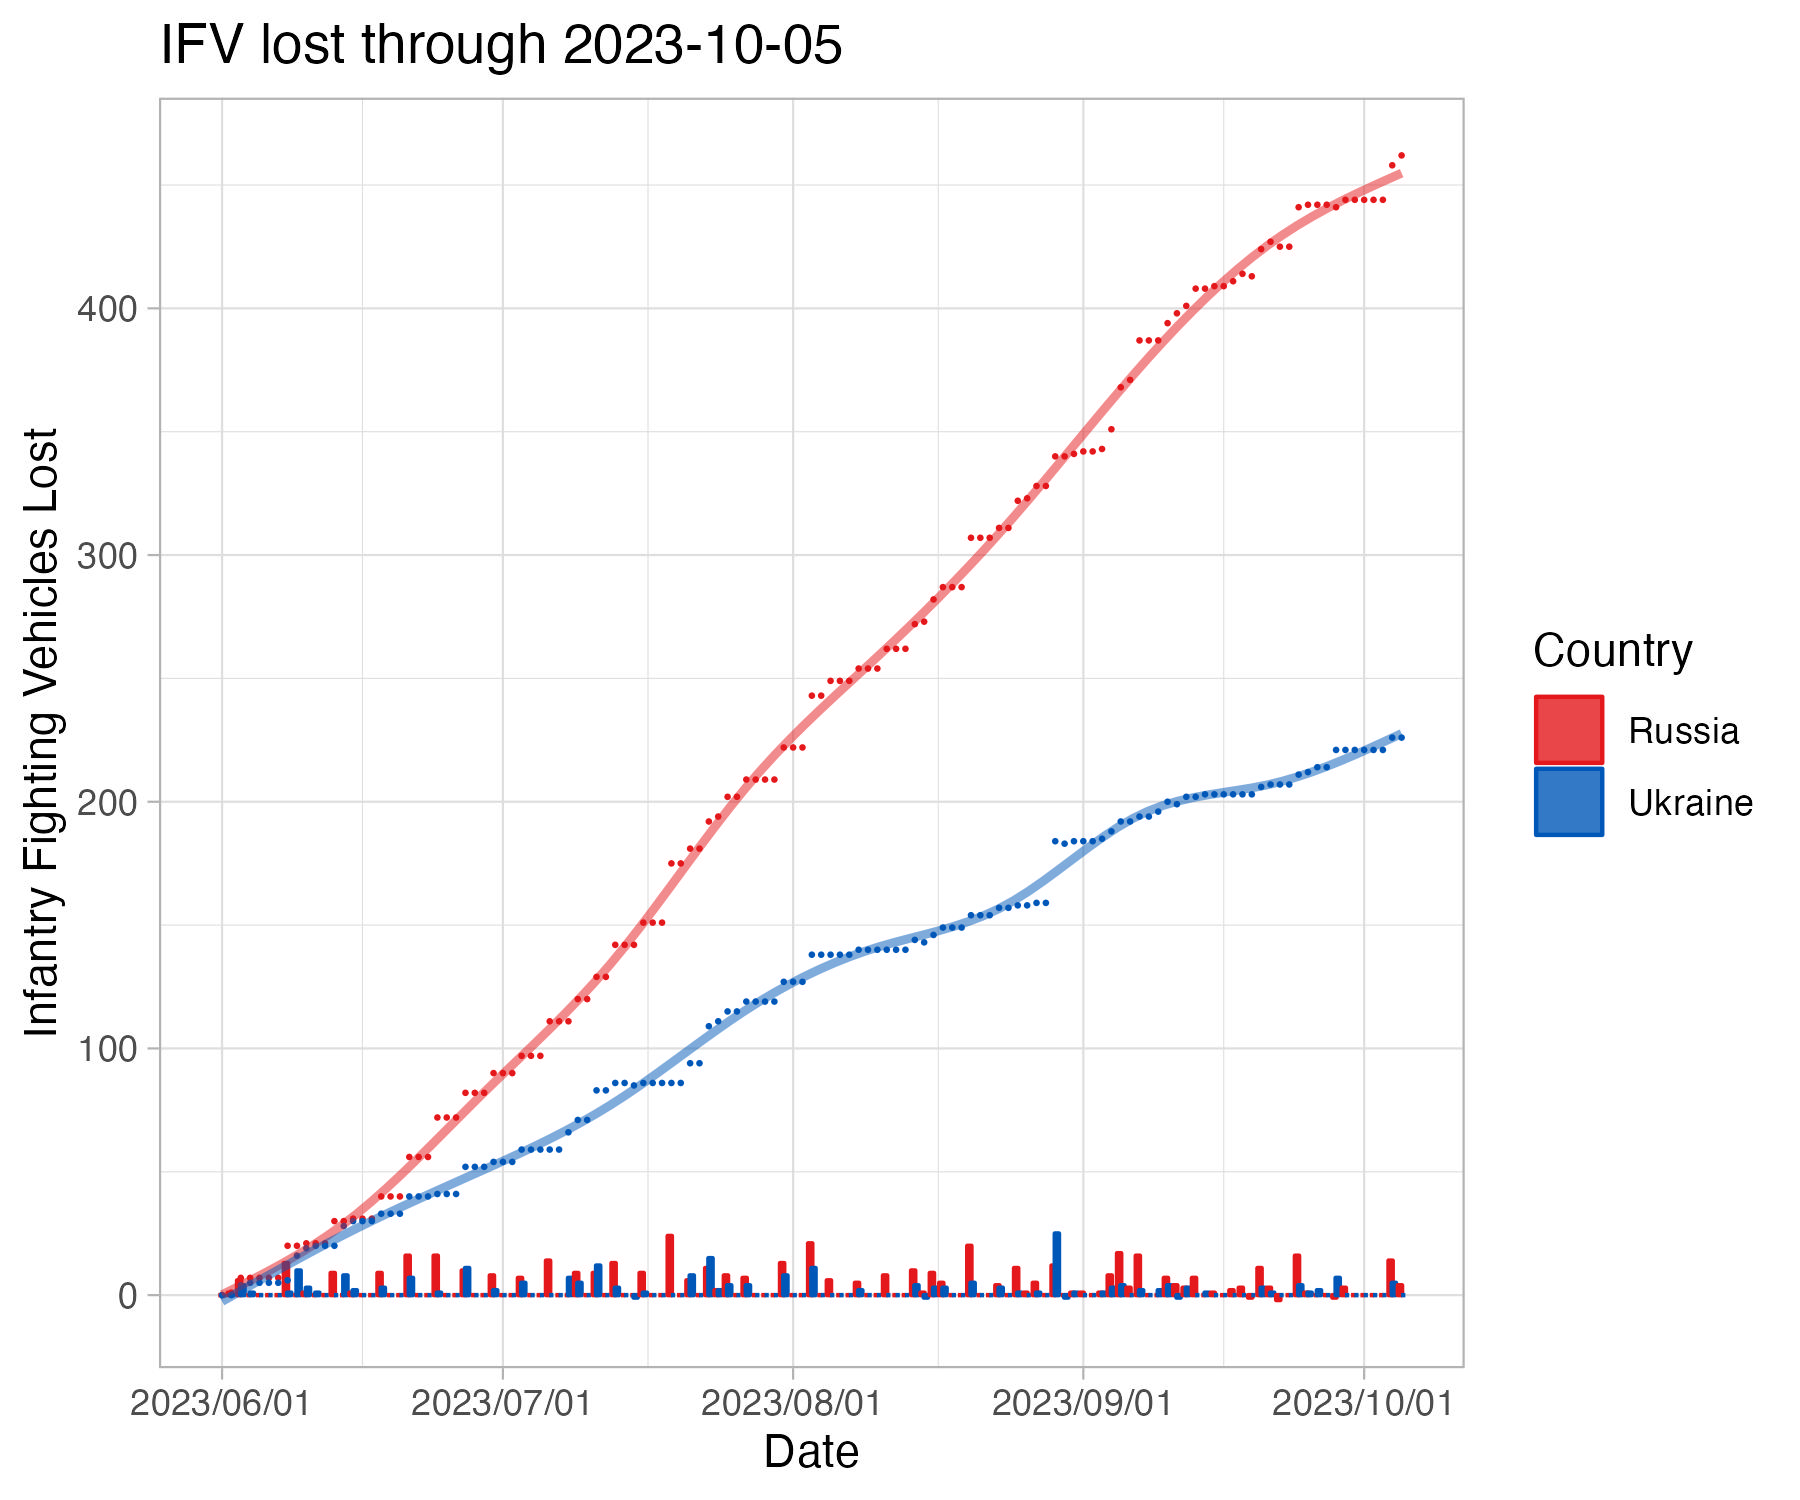 IFV lost through 2023-10-05
Infantry Fighting Vehicles Lost
400
300
200
100
0
2023/06/01 2023/07/01 2023/08/01 2023/09/01 2023/10/01
Date
Country
Russia
Ukraine